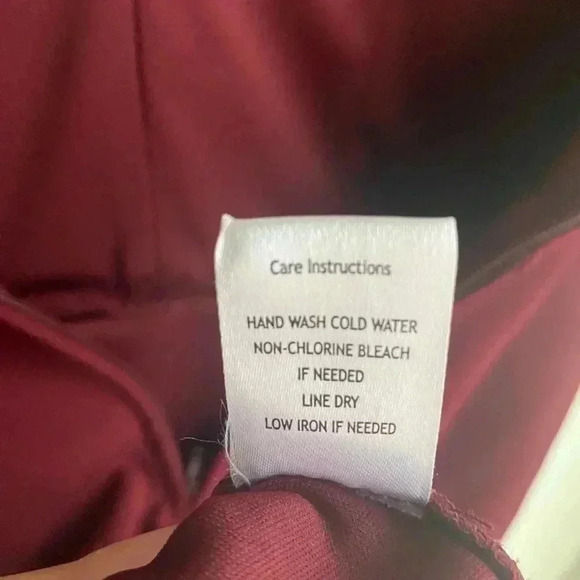 Care Instructions
HAND WASH COLD WATER
NON-CHLORINE BLEACH
IF NEEDED
LINE DRY
LOW IRON IF NEEDED